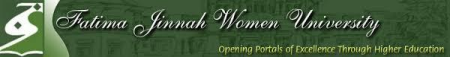 Fatima Jinnah Women University
Opening Portals of Excellence Through Higher Education